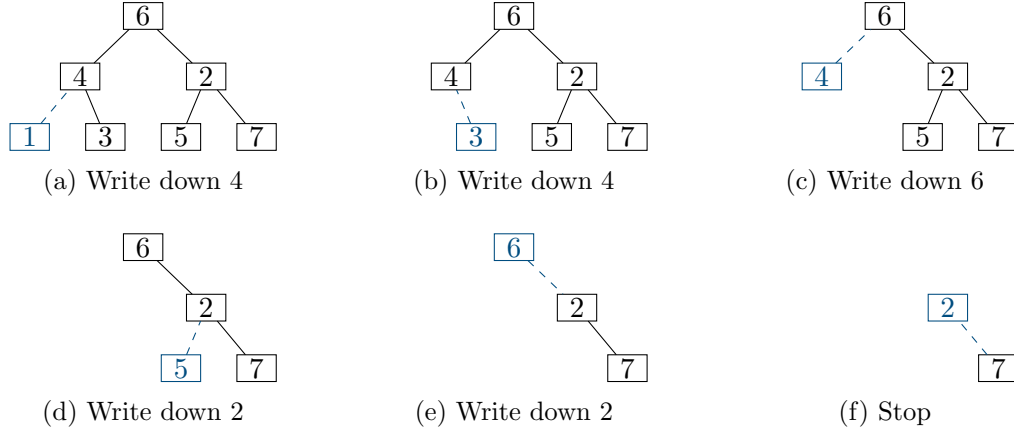 6 6 6
4 2 4 2 4 2
1 3 5 7 3 5 7 5 7
(a) Write down 4 (b) Write down 4 (c) Write down 6
6 6
2 2 2
5 7 7 7
(d) Write down 2 (e) Write down 2 (f) Stop